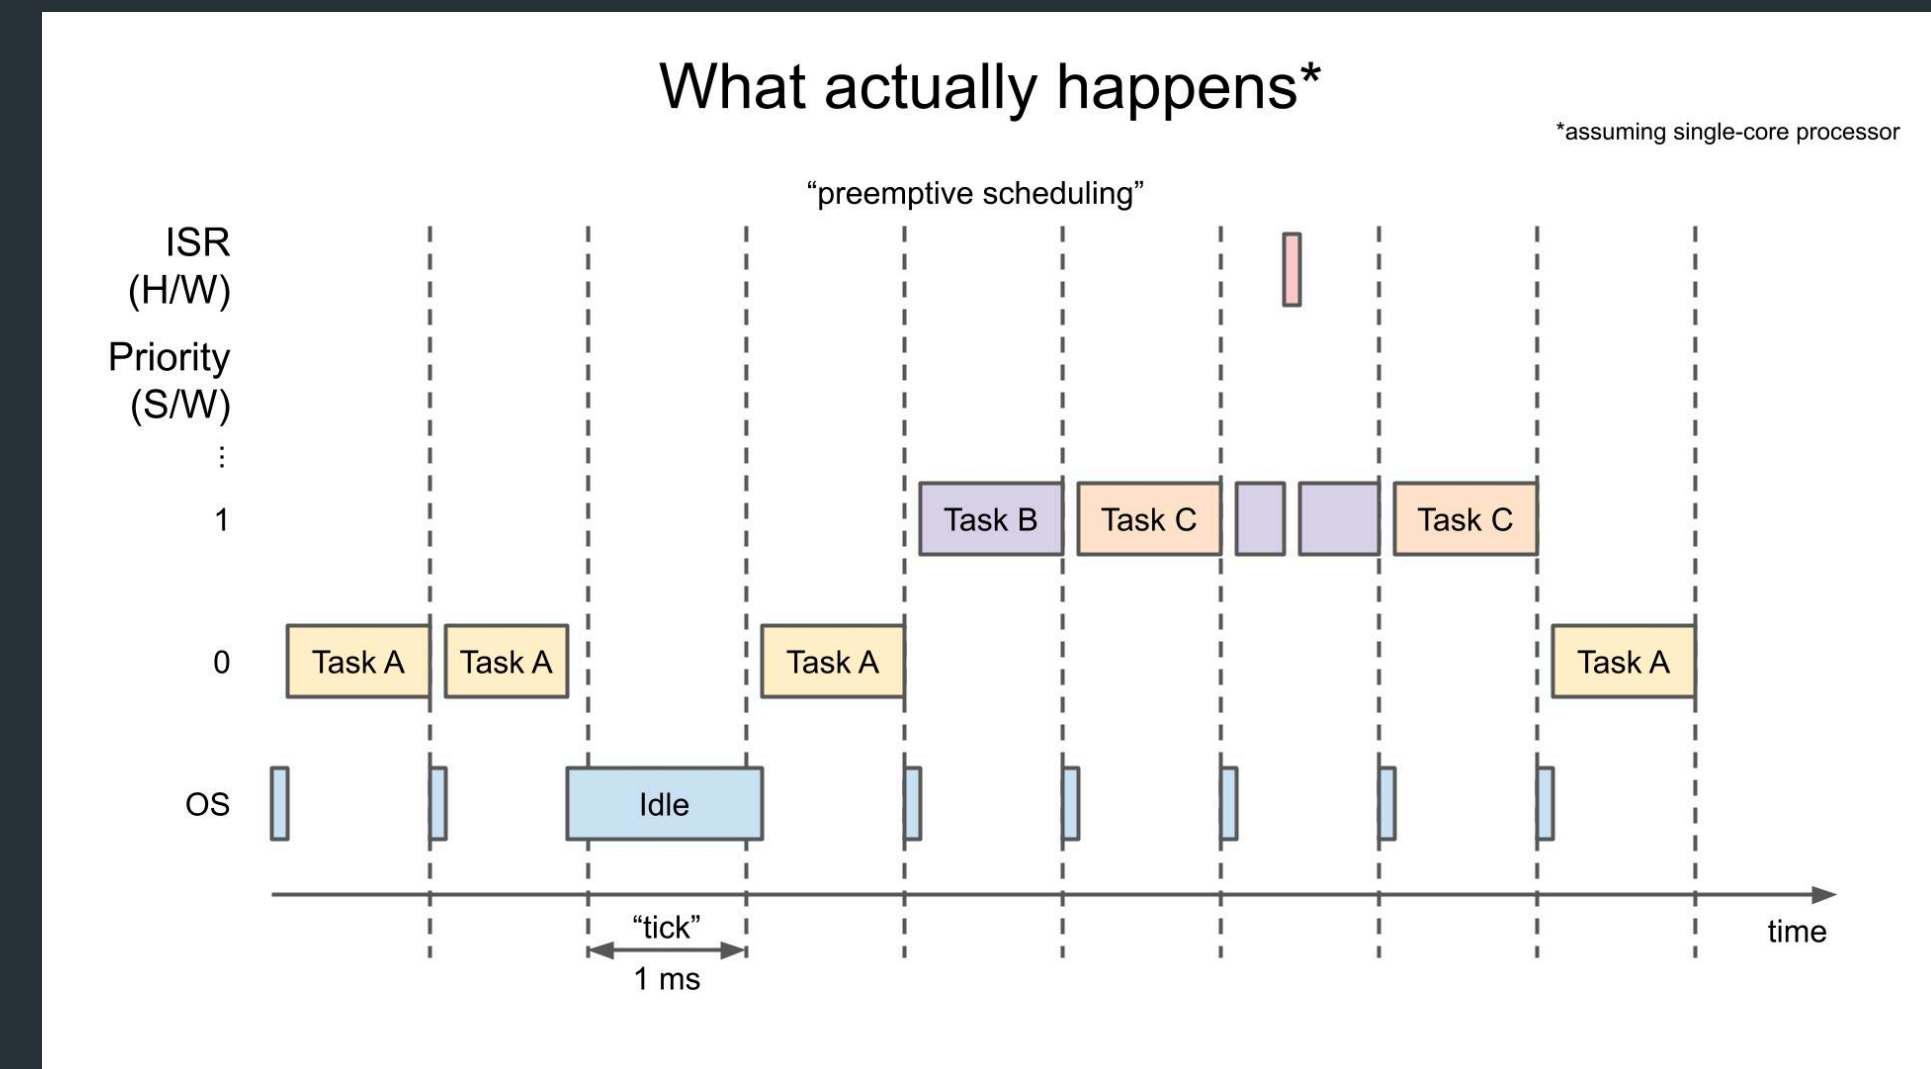 What actually happens*
*assuming single-core processor
“preemptive scheduling”
ISR
(H/W)
Priority
(S/W)
⋮
1
Task B
Task C
Task C
0
Task A
Task A
Task A
Task A
OS
Idle
“tick”
1 ms
time